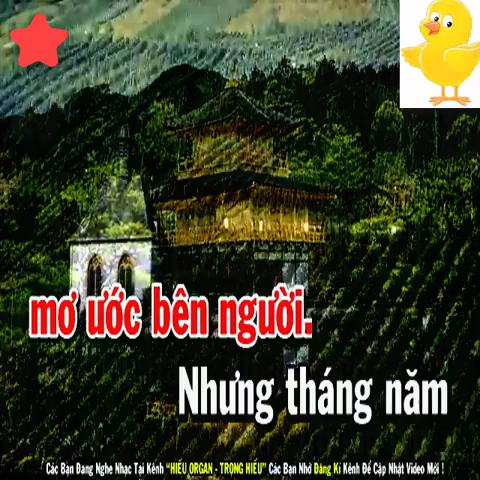 mơ ước bên người.
Nhưng tháng năm
Các Bạn Đang Nghe Nhạc Tại Kênh "HIẾU ORGAN - TRỌNG HIẾU" Các Bạn Nhớ Đăng Kí Kênh Để Cập Nhật Video Mới !